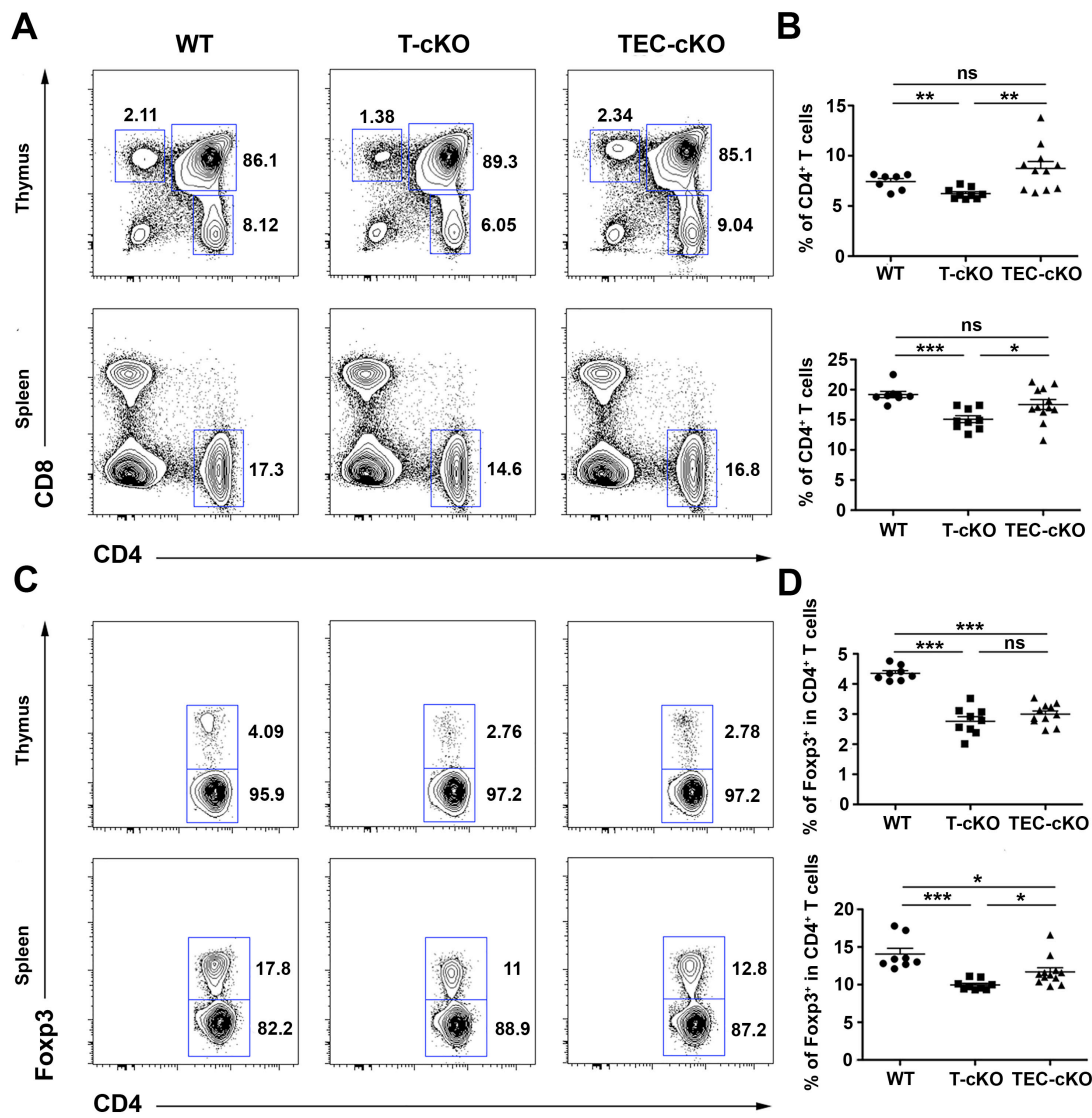 A
WT
T-cKO
TEC-cKO
Thymus
2.11
86.1
8.12
1.38
89.3
6.05
2.34
85.1
9.04
Spleen
17.3
14.6
16.8
CD8
CD4
B
% of CD4⁺ T cells
15
10
5
0
ns
**
**
WT
T-cKO
TEC-cKO
% of CD4⁺ T cells
25
20
15
10
5
0
ns
***
*
WT
T-cKO
TEC-cKO
C
Thymus
4.09
95.9
2.76
97.2
2.78
97.2
Spleen
17.8
82.2
11
88.9
12.8
87.2
Foxp3
CD4
D
% of Foxp3⁺ in CD4⁺ T cells
5
4
3
2
1
0
***
***
ns
WT
T-cKO
TEC-cKO
% of Foxp3⁺ in CD4⁺ T cells
20
15
10
5
0
*
***
*
WT
T-cKO
TEC-cKO